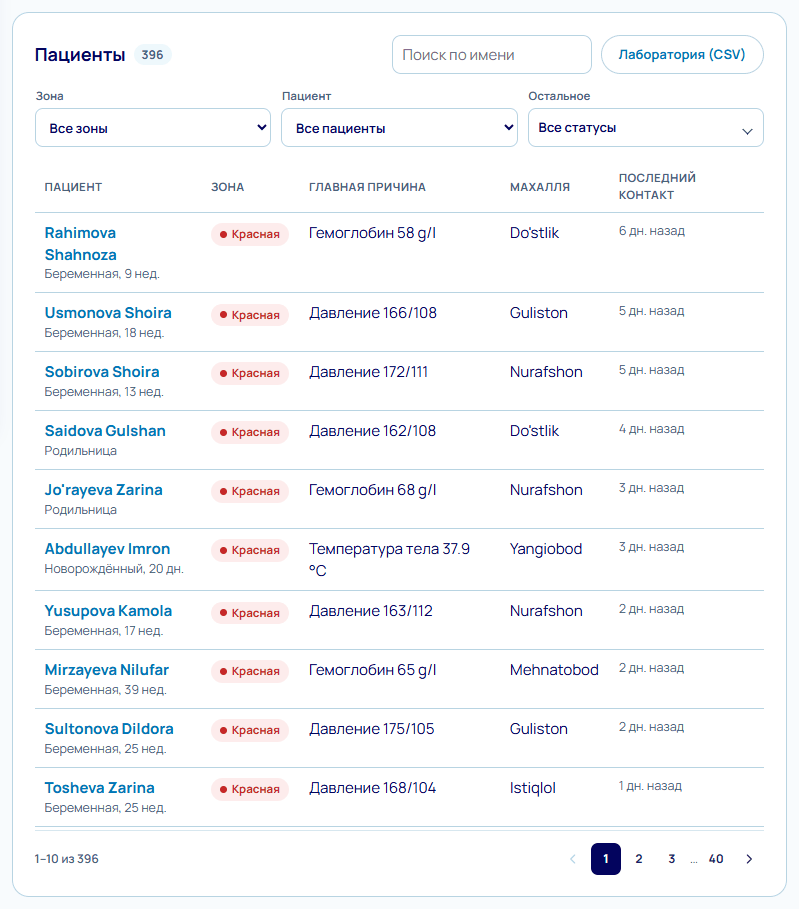 Пациенты 396
Поиск по имени
Лаборатория (CSV)
Зона
Пациент
Остальное
Все зоны
Все пациенты
Все статусы
ПАЦИЕНТ ЗОНА ГЛАВНАЯ ПРИЧИНА МАХАЛЛЯ ПОСЛЕДНИЙ
КОНТАКТ
Rahimova Красная Гемоглобин 58 g/l Do'stlik 6 дн. назад
Shahnoza
Беременная, 9 нед.
Usmonova Shoira Красная Давление 166/108 Guliston 5 дн. назад
Беременная, 18 нед.
Sobirova Shoira Красная Давление 172/111 Nurafshon 5 дн. назад
Беременная, 13 нед.
Saidova Gulshan Красная Давление 162/108 Do'stlik 4 дн. назад
Родильница
Jo'rayeva Zarina Красная Гемоглобин 68 g/l Nurafshon 3 дн. назад
Родильница
Abdullayev Imron Красная Температура тела 37.9 Yangiobod 3 дн. назад
Новорождённый, 20 дн. °C
Yusupova Kamola Красная Давление 163/112 Nurafshon 2 дн. назад
Беременная, 17 нед.
Mirzayeva Nilufar Красная Гемоглобин 65 g/l Mehnatobod 2 дн. назад
Беременная, 39 нед.
Sultonova Dildora Красная Давление 175/105 Guliston 2 дн. назад
Беременная, 25 нед.
Tosheva Zarina Красная Давление 168/104 Istiqlol 1 дн. назад
Беременная, 25 нед.
1–10 из 396 ‹ 1 2 3 … 40 ›